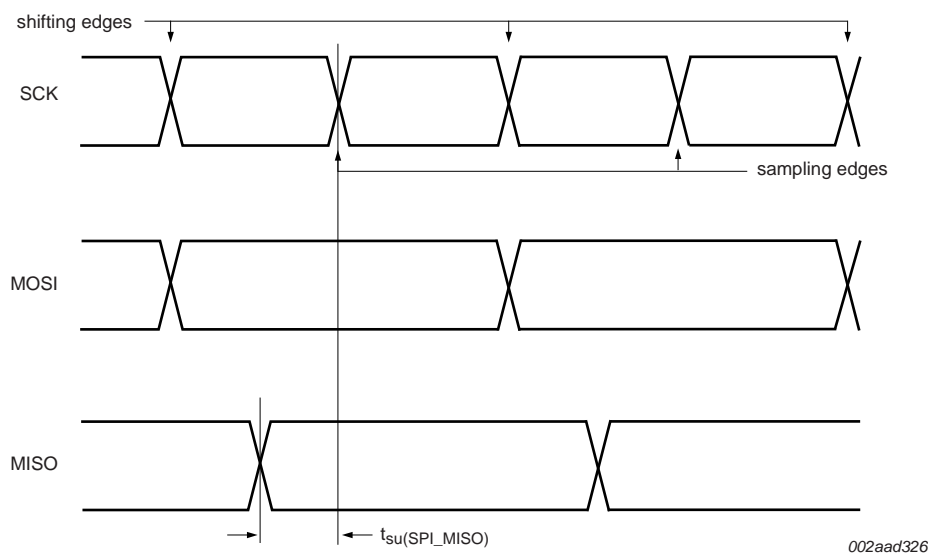 shifting edges
SCK
sampling edges
MOSI
MISO
tsu(SPI_MISO)
002aad326